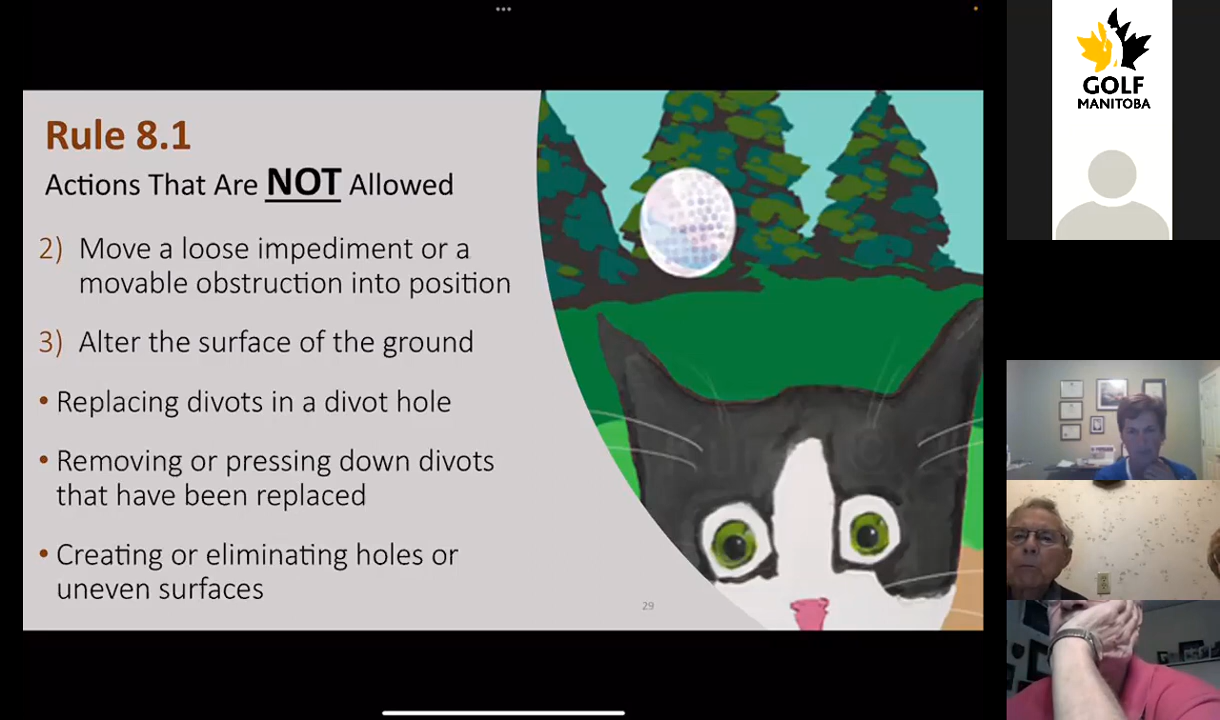 Rule 8.1
Actions That Are NOT Allowed
2) Move a loose impediment or a
movable obstruction into position
3) Alter the surface of the ground
• Replacing divots in a divot hole
• Removing or pressing down divots
that have been replaced
• Creating or eliminating holes or
uneven surfaces
29
GOLF
MANITOBA